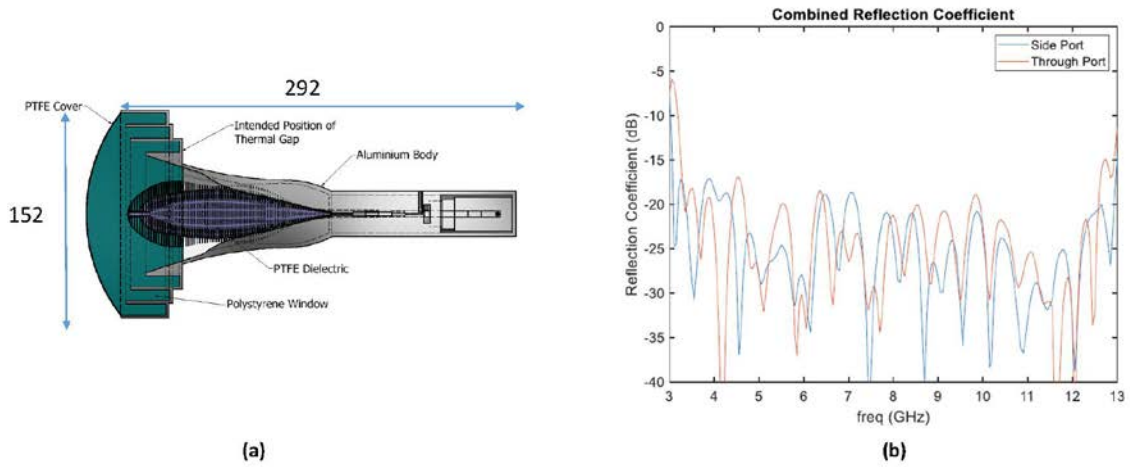 292
PTFE Cover
Intended Position of
Thermal Gap
Aluminium Body
152
PTFE Dielectric
Polystyrene Window
(a)
Combined Reflection Coefficient
Side Port
Through Port
0
-5
-10
-15
-20
-25
-30
-35
-40
Reflection Coefficient (dB)
3 4 5 6 7 8 9 10 11 12 13
freq (GHz)
(b)